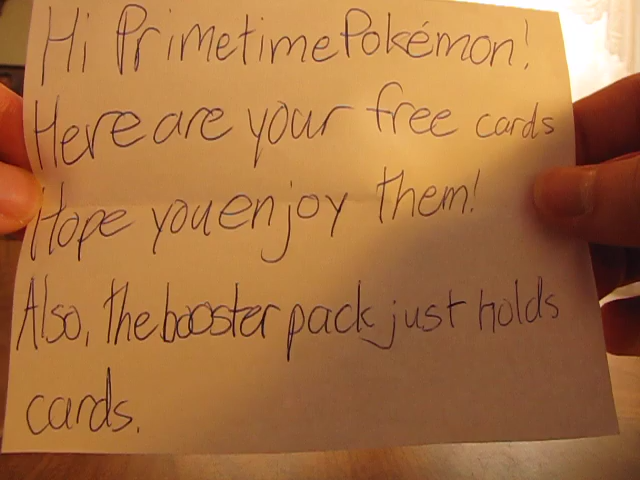 Hi PrimetimePokémon!
Here are your free cards
Hope you enjoy them!
Also, the booster pack just holds
cards.